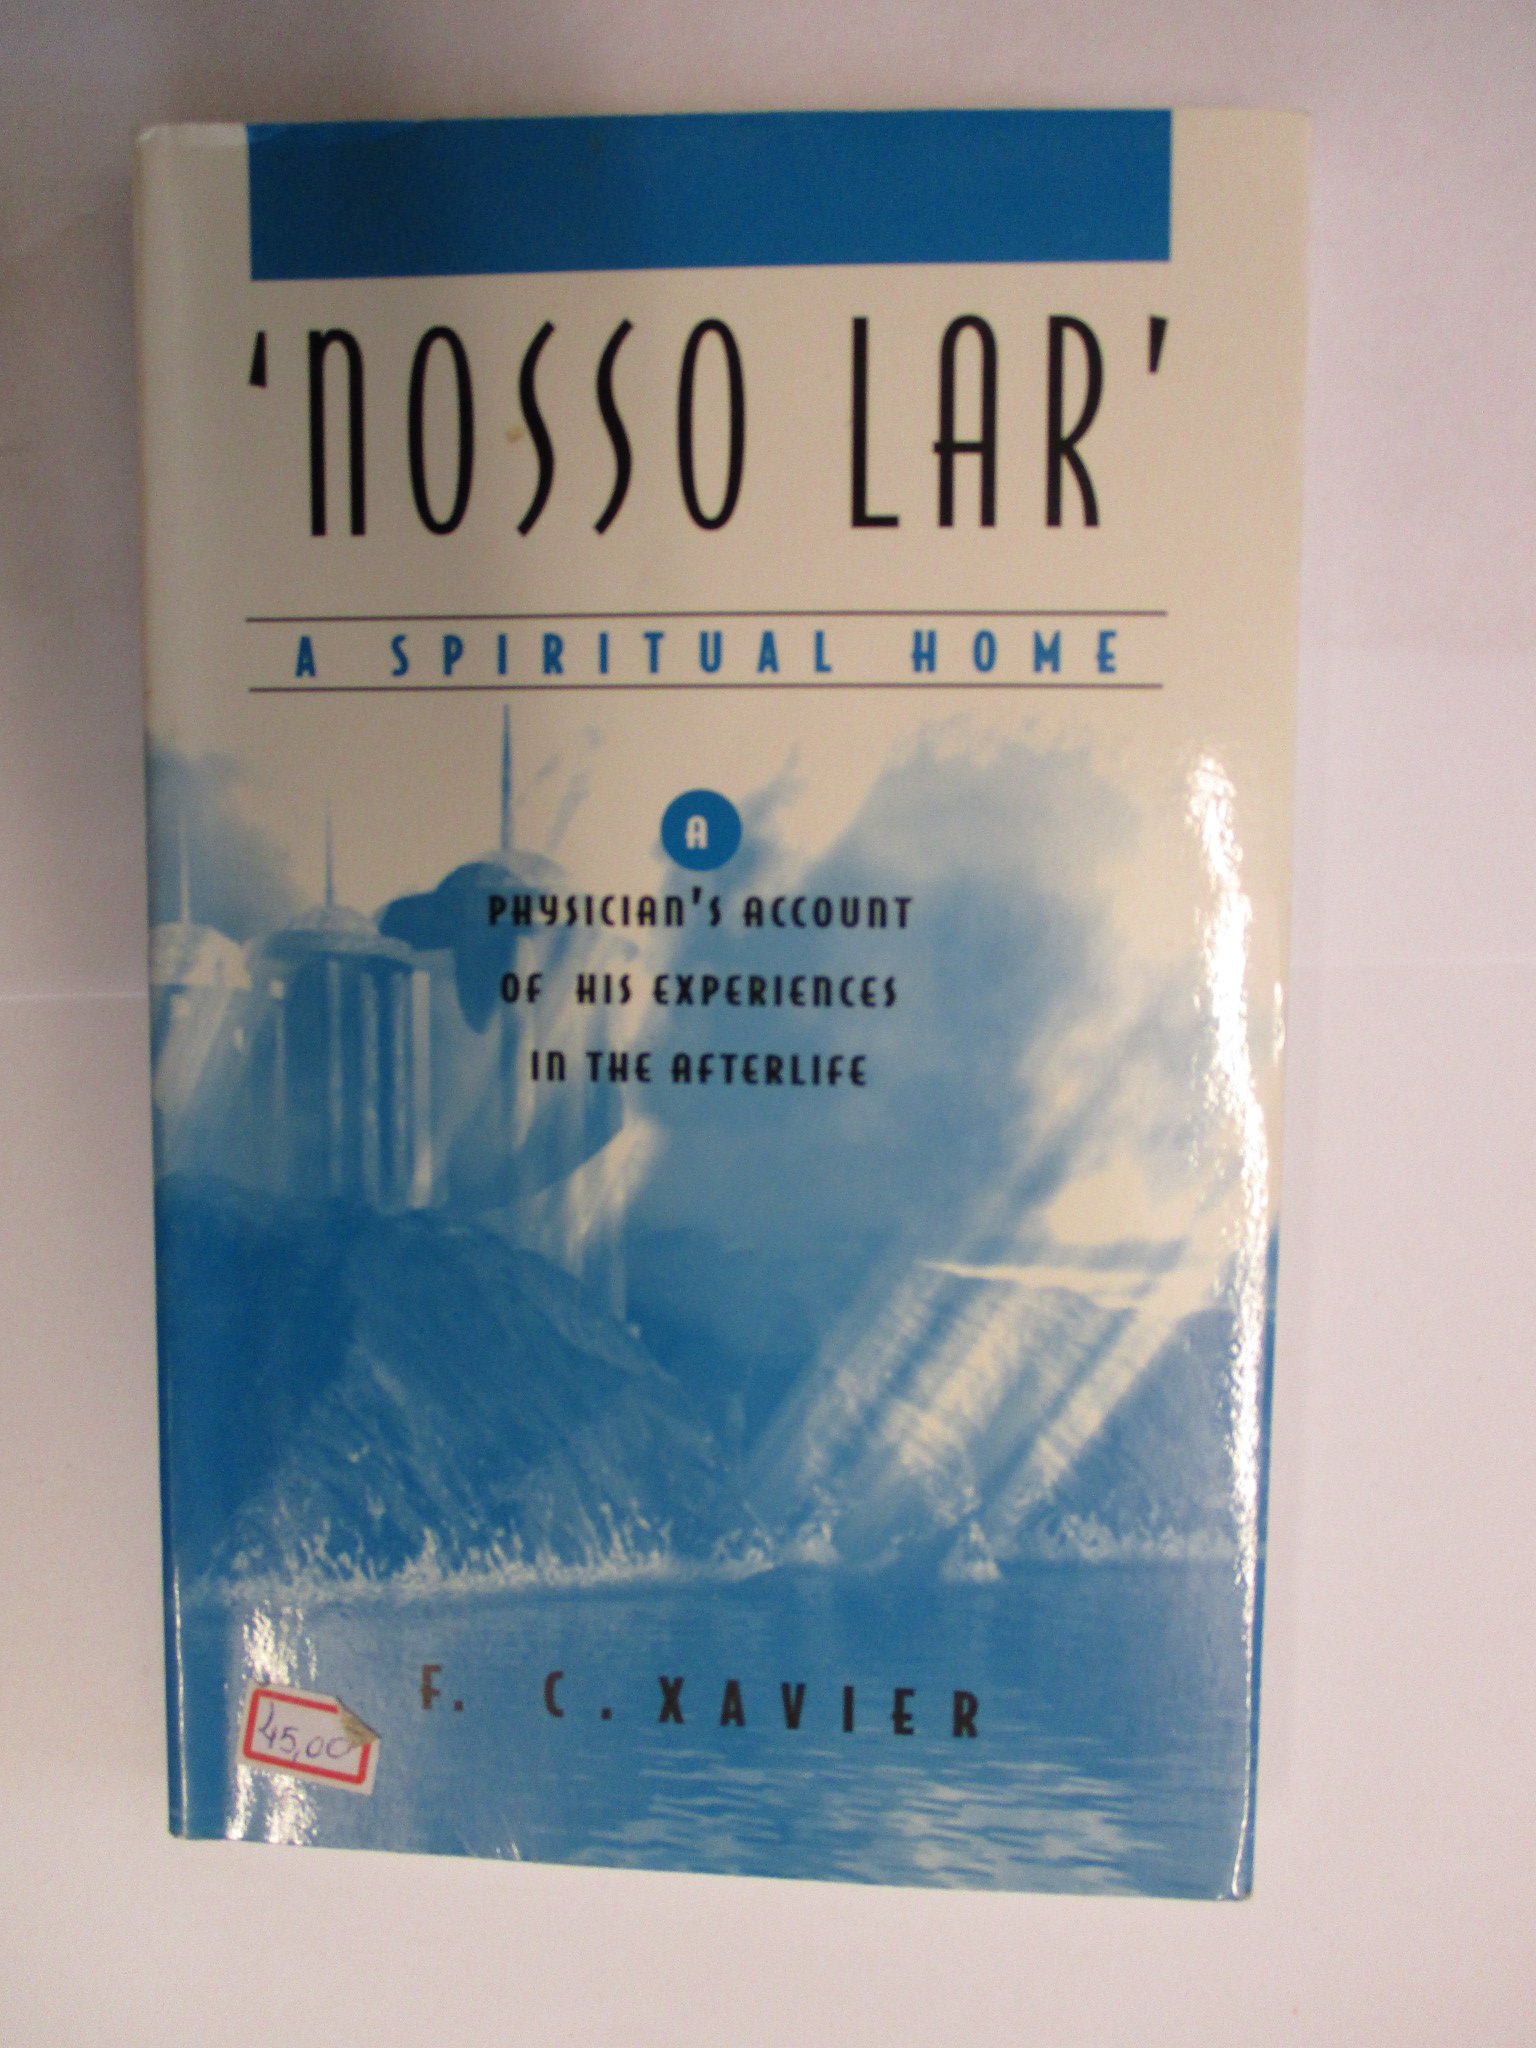 'NOSSO LAR'
A SPIRITUAL HOME
A
PHYSICIAN'S ACCOUNT
OF HIS EXPERIENCES
IN THE AFTERLIFE
F. C. XAVIER
45,00